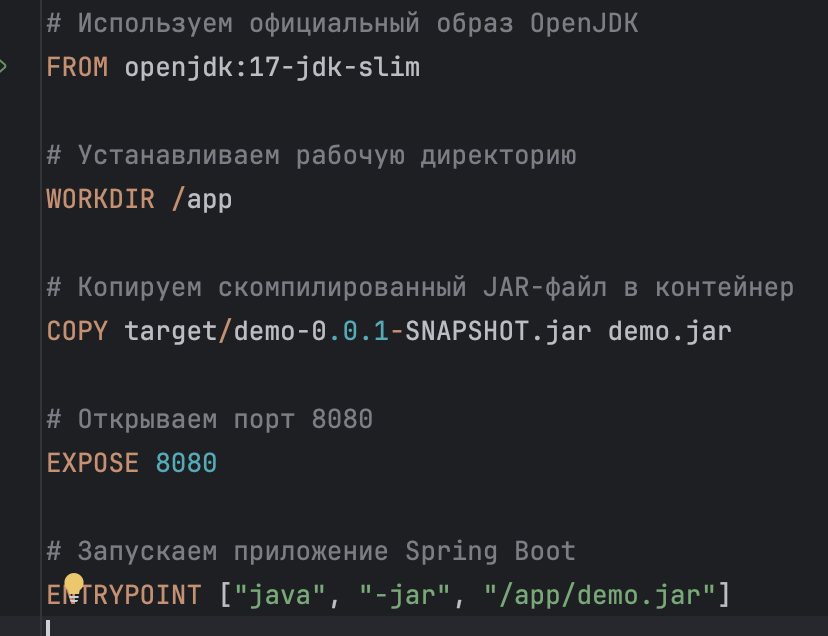 # Используем официальный образ OpenJDK
FROM openjdk:17-jdk-slim
# Устанавливаем рабочую директорию
WORKDIR /app
# Копируем скомпилированный JAR-файл в контейнер
COPY target/demo-0.0.1-SNAPSHOT.jar demo.jar
# Открываем порт 8080
EXPOSE 8080
# Запускаем приложение Spring Boot
ENTRYPOINT ["java", "-jar", "/app/demo.jar"]